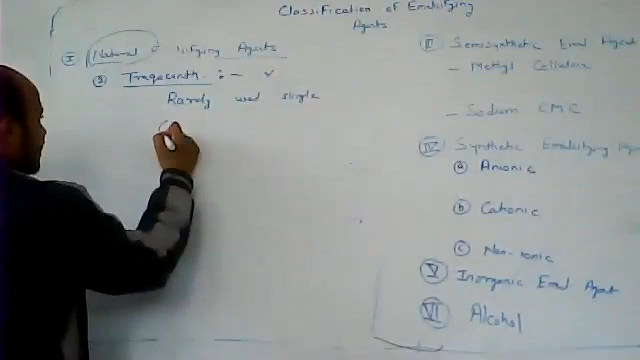 Classification of Emulsifying
Agents
I Natural Emulsifying Agents
Tragacanth :-
Rarely used single
III Semisynthetic Emul Agent
- Methyl Cellulose
- Sodium CMC
IV Synthetic Emulsifying
a Anionic
b Cationic
c Non-ionic
V Inorganic Emul Agent
VI Alcohol